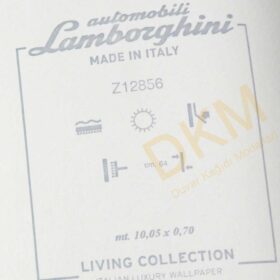 automobili
Lamborghini
MADE IN ITALY
Z12856
DKM
Duvar Kağıdı Modelleri
cm. 64
mt. 10,05 x 0,70
LIVING COLLECTION
ITALIAN LUXURY WALLPAPER